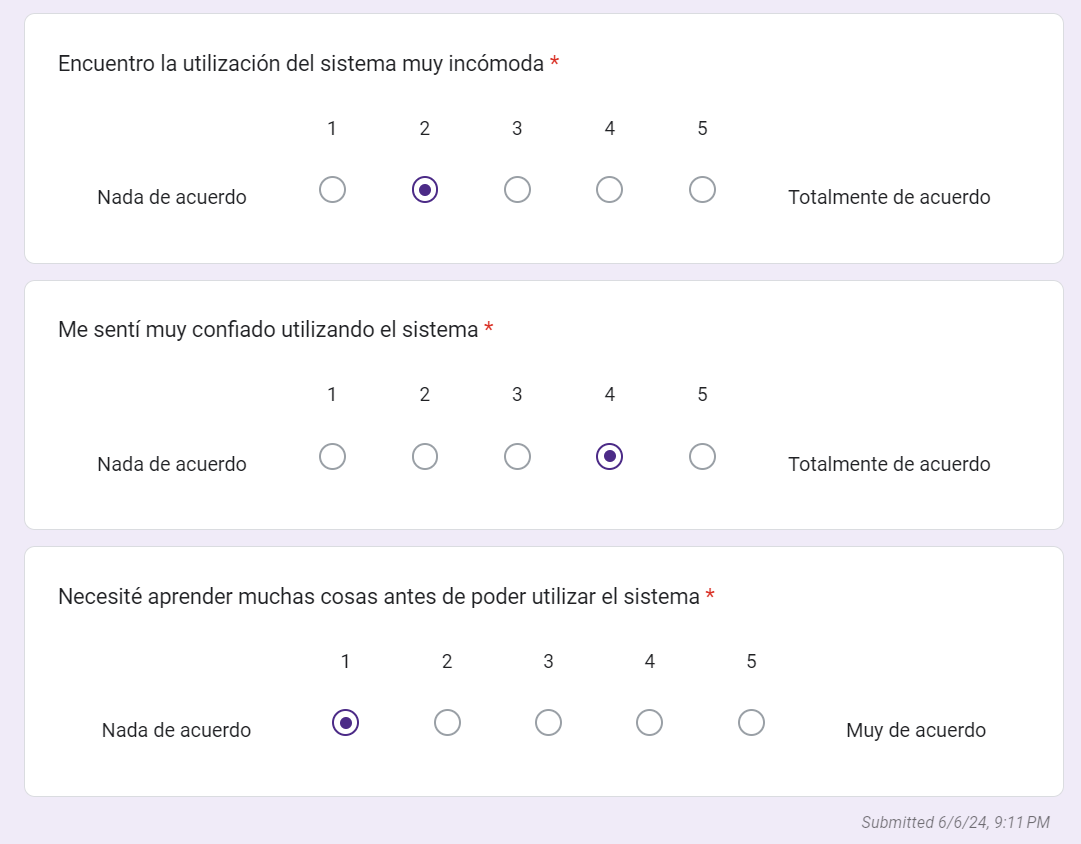 Encuentro la utilización del sistema muy incómoda *
1 2 3 4 5
Nada de acuerdo Totalmente de acuerdo
Me sentí muy confiado utilizando el sistema *
1 2 3 4 5
Nada de acuerdo Totalmente de acuerdo
Necesité aprender muchas cosas antes de poder utilizar el sistema *
1 2 3 4 5
Nada de acuerdo Muy de acuerdo
Submitted 6/6/24, 9:11 PM